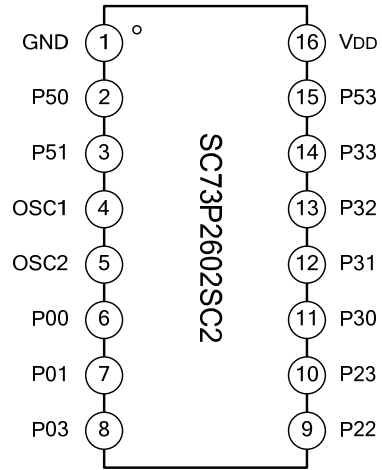 GND 1 16 VDD
P50 2 15 P53
P51 3 14 P33
OSC1 4 13 P32
OSC2 5 12 P31
P00 6 11 P30
P01 7 10 P23
P03 8 9 P22
SC73P2602SC2